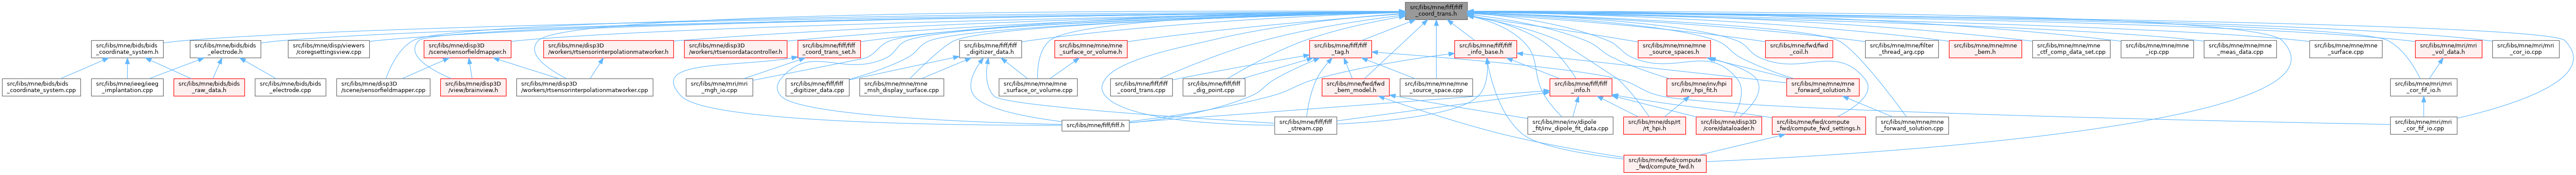 src/libs/mne/fiff/fiff
_coord_trans.h
src/libs/mne/bids/bids
_coordinate_system.h
src/libs/mne/bids/bids
_electrode.h
src/libs/mne/disp/viewers
/coregsettingsview.cpp
src/libs/mne/disp3D
/scene/sensorfieldmapper.h
src/libs/mne/disp3D
/workers/rtsensorinterpolationmatworker.h
src/libs/mne/disp3D
/workers/rtsensordatacontroller.h
src/libs/mne/fiff/fiff
_coord_trans_set.h
src/libs/mne/fiff/fiff
_digitizer_data.h
src/libs/mne/mne/mne
_surface_or_volume.h
src/libs/mne/fiff/fiff
_tag.h
src/libs/mne/fiff/fiff
_info_base.h
src/libs/mne/mne/mne
_source_spaces.h
src/libs/mne/fwd/fwd
_coil.h
src/libs/mne/mne/filter
_thread_arg.cpp
src/libs/mne/mne/mne
_bem.h
src/libs/mne/mne/mne
_ctf_comp_data_set.cpp
src/libs/mne/mne/mne
_icp.cpp
src/libs/mne/mne/mne
_meas_data.cpp
src/libs/mne/mne/mne
_surface.cpp
src/libs/mne/mri/mri
_vol_data.h
src/libs/mne/mri/mri
_cor_io.cpp
src/libs/mne/bids/bids
_coordinate_system.cpp
src/libs/mne/eeg/eeg
_implantation.cpp
src/libs/mne/bids/bids
_raw_data.h
src/libs/mne/bids/bids
_electrode.cpp
src/libs/mne/disp3D
/scene/sensorfieldmapper.cpp
src/libs/mne/disp3D
/view/brainview.h
src/libs/mne/disp3D
/workers/rtsensorinterpolationmatworker.cpp
src/libs/mne/mri/mri
_mgh_io.cpp
src/libs/mne/fiff/fiff
_digitizer_data.cpp
src/libs/mne/mne/mne
_msh_display_surface.cpp
src/libs/mne/mne/mne
_surface_or_volume.cpp
src/libs/mne/fiff/fiff
_coord_trans.cpp
src/libs/mne/fiff/fiff
_dig_point.cpp
src/libs/mne/fwd/fwd
_bem_model.h
src/libs/mne/mne/mne
_source_space.cpp
src/libs/mne/fiff/fiff
_info.h
src/libs/mne/inv/hpi
/inv_hpi_fit.h
src/libs/mne/mne/mne
_forward_solution.h
src/libs/mne/mri/mri
_cor_fif_io.h
src/libs/mne/fiff/fiff.h
src/libs/mne/fiff/fiff
_stream.cpp
src/libs/mne/inv/dipole
_fit/inv_dipole_fit_data.cpp
src/libs/mne/dsp/rt
/rt_hpi.h
src/libs/mne/disp3D
/core/dataloader.h
src/libs/mne/fwd/compute
_fwd/compute_fwd_settings.h
src/libs/mne/mne/mne
_forward_solution.cpp
src/libs/mne/mri/mri
_cor_fif_io.cpp
src/libs/mne/fwd/compute
_fwd/compute_fwd.h